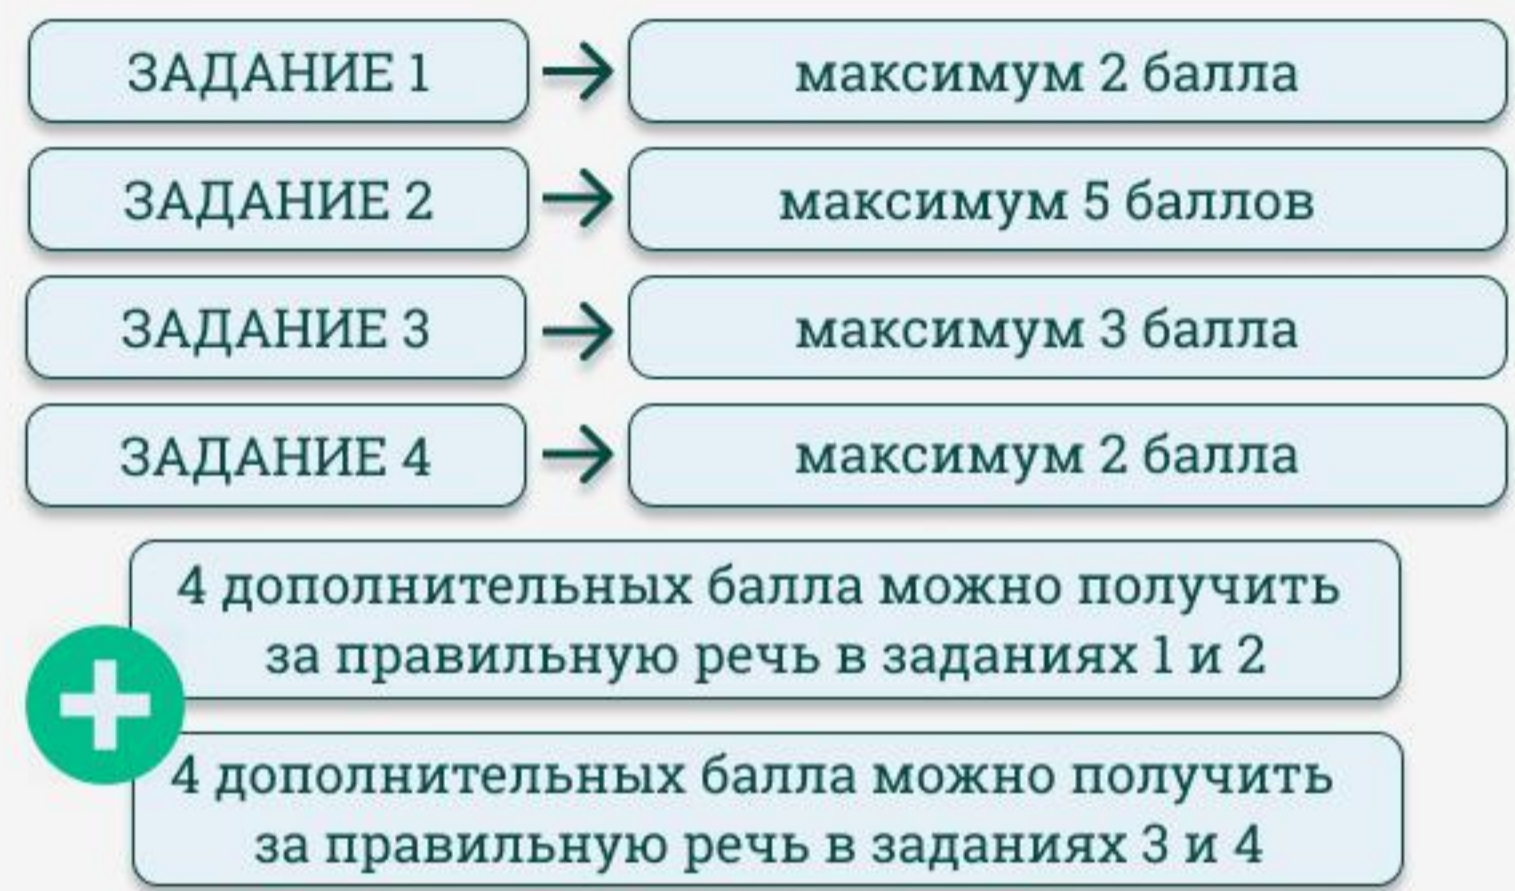 ЗАДАНИЕ 1 → максимум 2 балла
ЗАДАНИЕ 2 → максимум 5 баллов
ЗАДАНИЕ 3 → максимум 3 балла
ЗАДАНИЕ 4 → максимум 2 балла
4 дополнительных балла можно получить
за правильную речь в заданиях 1 и 2
4 дополнительных балла можно получить
за правильную речь в заданиях 3 и 4